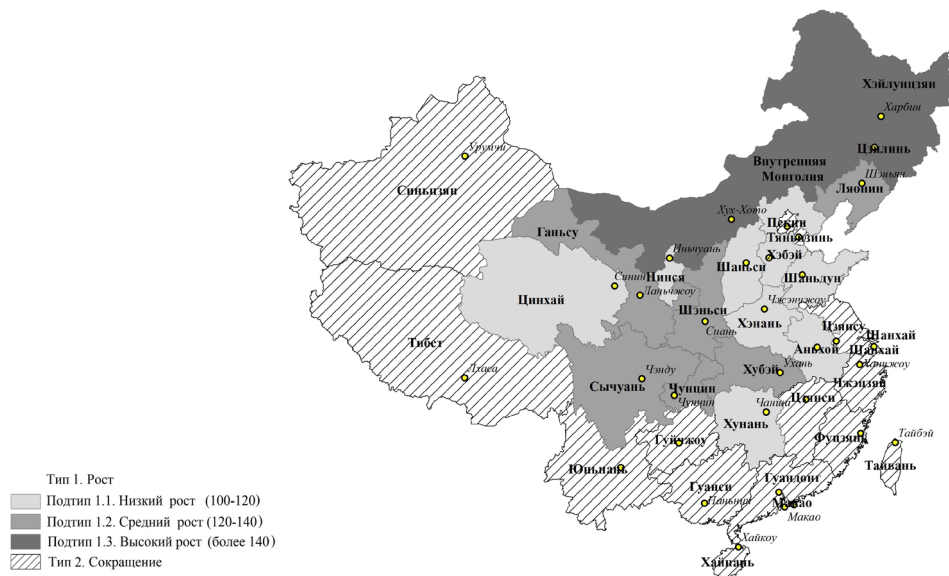 Хэйлунцзян
Харбин
Цзилинь
Внутренняя
Монголия
Шэньян
Ляонин
Урумчи
Синьцзян
Хух-Хото
Пекин
Ганьсу
Тяньцзинь
Иньчуань
Хэбэй
Шаньси
Шаньдун
Синин
Нинся
Цинхай
Ланьчжоу
Чжэнчжоу
Шэньси
Хэнань
Цзянсу
Сиань
Шанхай
Тибет
Аньхой
Шанхай
Ханчжоу
Чэнду
Хубэй
Ухань
Лхаса
Сычуань
Чунцин
Чжэцзян
Чунцин
Цзянси
Чанша
Хунань
Гуйчжоу
Фуцзянь
Тайбэй
Юньнань
Тайвань
Гуанси
Гуандонг
Наньнин
Макао
Макао
Хайкоу
Хайнань
Тип 1. Рост
Подтип 1.1. Низкий рост (100-120)
Подтип 1.2. Средний рост (120-140)
Подтип 1.3. Высокий рост (более 140)
Тип 2. Сокращение